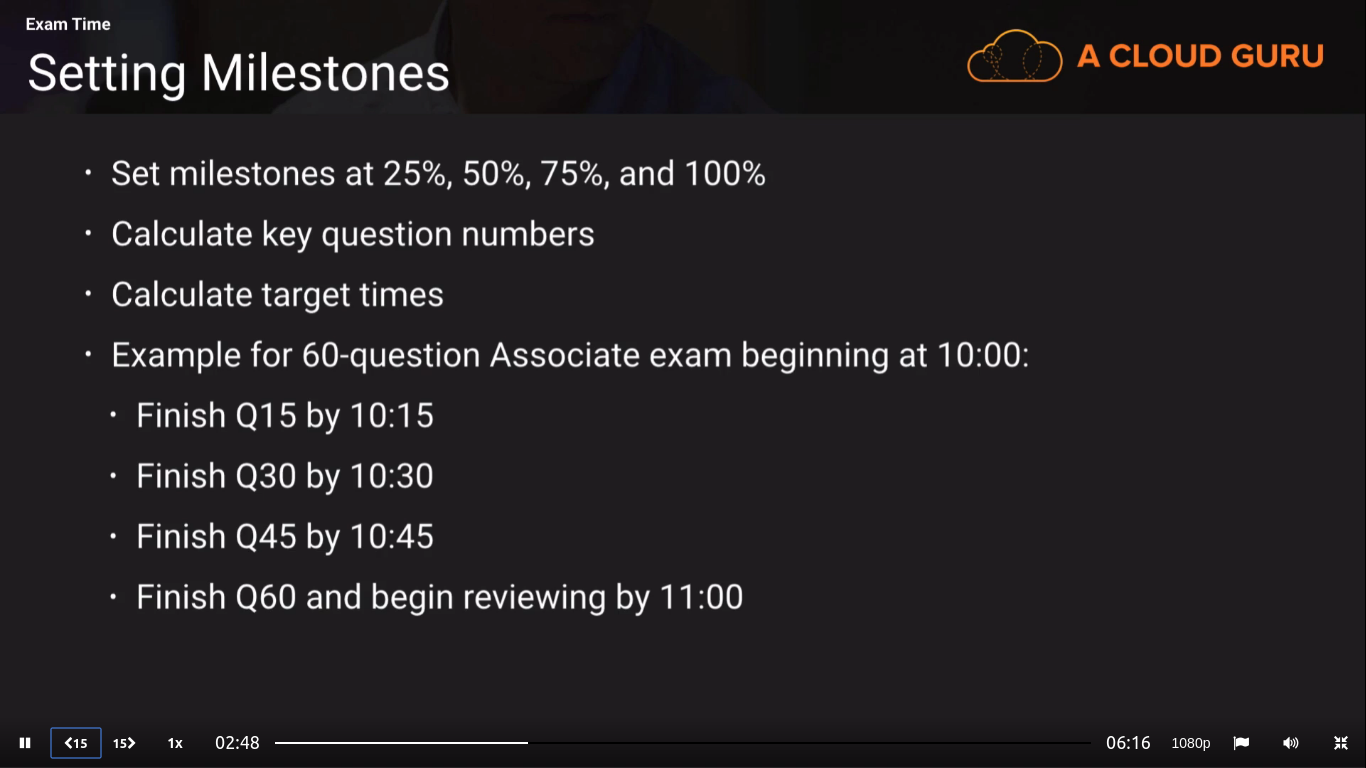 Exam Time
Setting Milestones
A CLOUD GURU
· Set milestones at 25%, 50%, 75%, and 100%
· Calculate key question numbers
· Calculate target times
· Example for 60-question Associate exam beginning at 10:00:
· Finish Q15 by 10:15
· Finish Q30 by 10:30
· Finish Q45 by 10:45
· Finish Q60 and begin reviewing by 11:00
15 15 1x 02:48 06:16 1080p